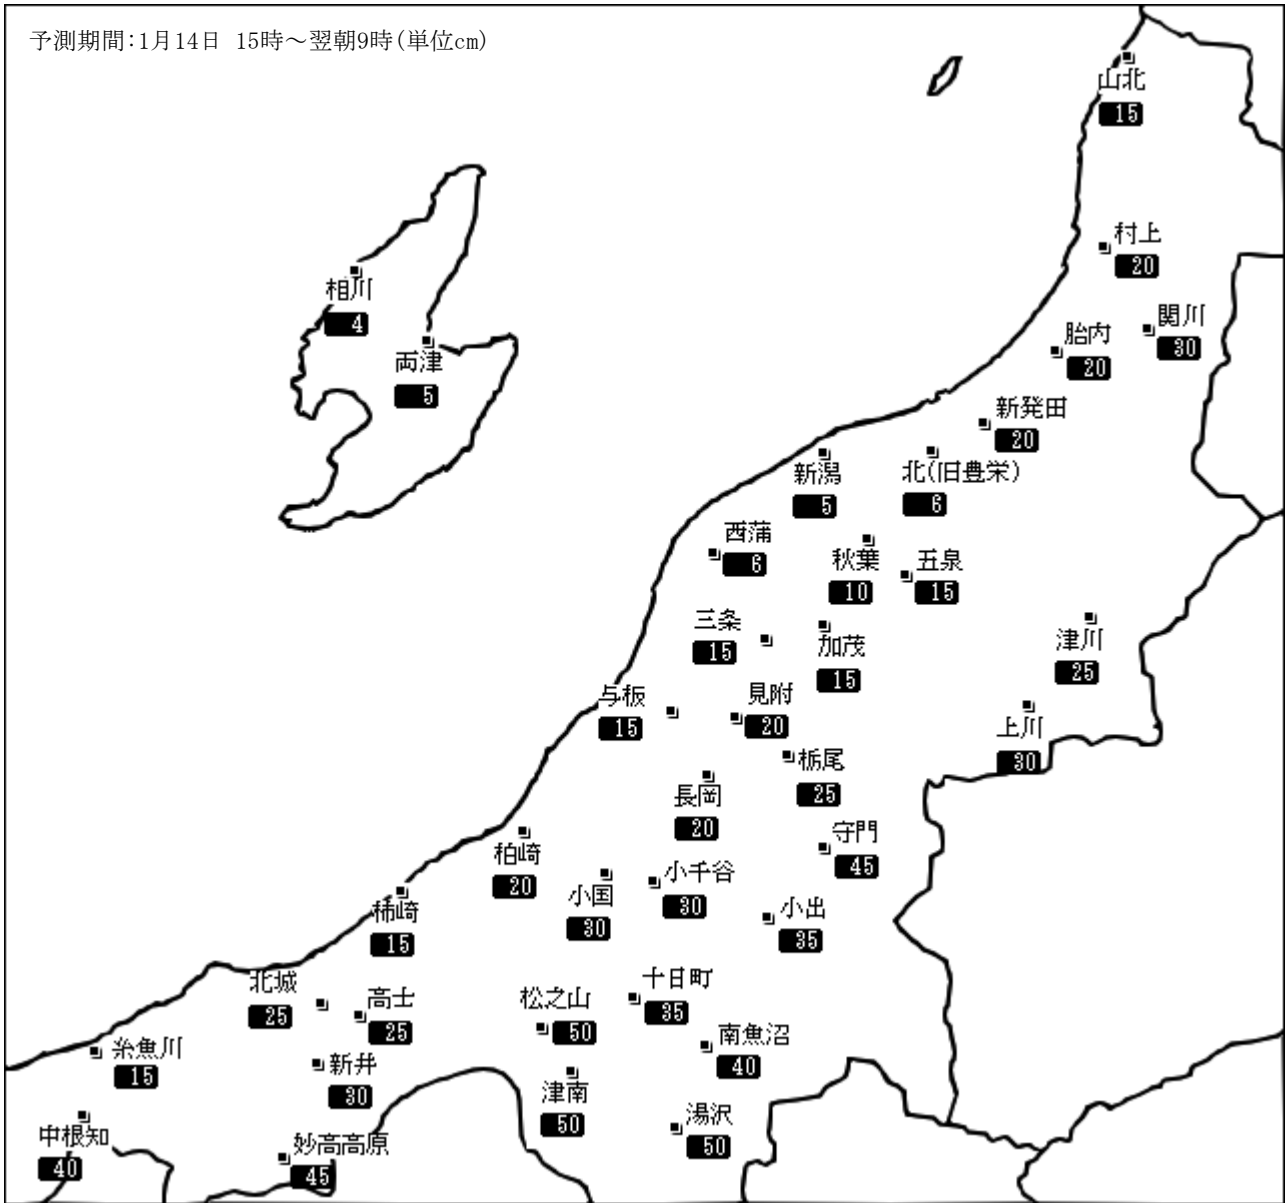 予測期間:1月14日 15時～翌朝9時(単位cm)
山北
15
村上
20
相川
4
関川
30
胎内
20
両津
5
新発田
20
新潟
5
北(旧豊栄)
6
西蒲
6
秋葉
10
五泉
15
三条
15
加茂
15
津川
25
与板
15
見附
20
上川
30
栃尾
25
長岡
20
守門
45
柏崎
20
小国
30
小千谷
30
小出
35
柿崎
15
北城
25
高士
25
松之山
50
十日町
35
南魚沼
40
糸魚川
15
新井
30
津南
50
湯沢
50
中根知
40
妙高高原
45